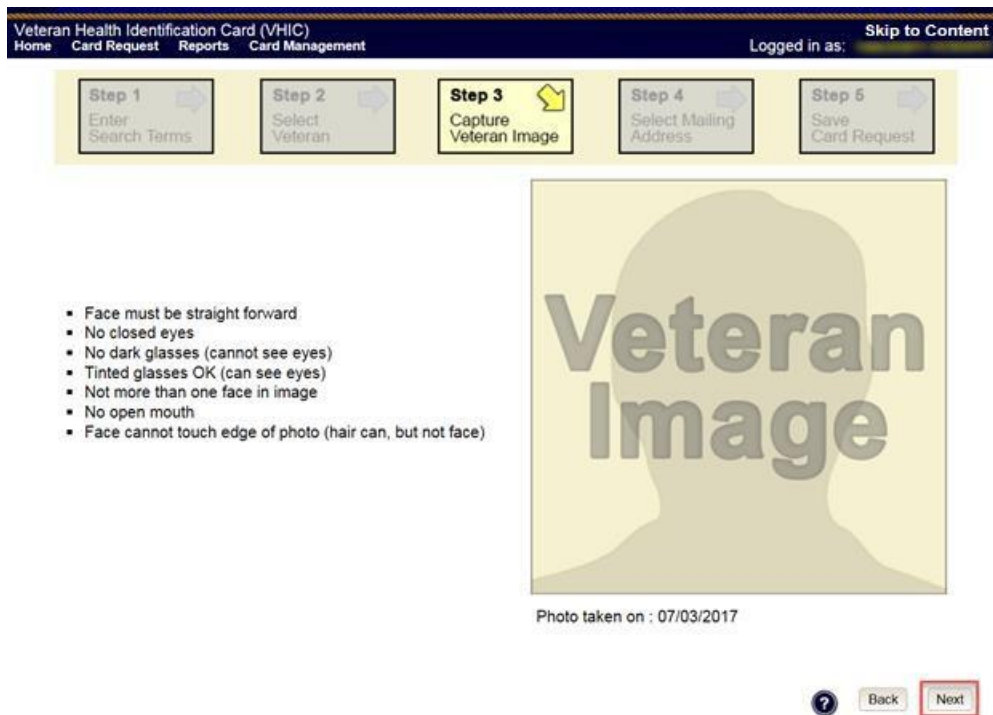 Veteran Health Identification Card (VHIC)
Skip to Content
Home Card Request Reports Card Management
Logged in as:
Step 1
Enter
Search Terms
Step 2
Select
Veteran
Step 3
Capture
Veteran Image
Step 4
Select Mailing
Address
Step 5
Save
Card Request
▪ Face must be straight forward
▪ No closed eyes
▪ No dark glasses (cannot see eyes)
▪ Tinted glasses OK (can see eyes)
▪ Not more than one face in image
▪ No open mouth
▪ Face cannot touch edge of photo (hair can, but not face)
Veteran
Image
Photo taken on : 07/03/2017
? Back Next